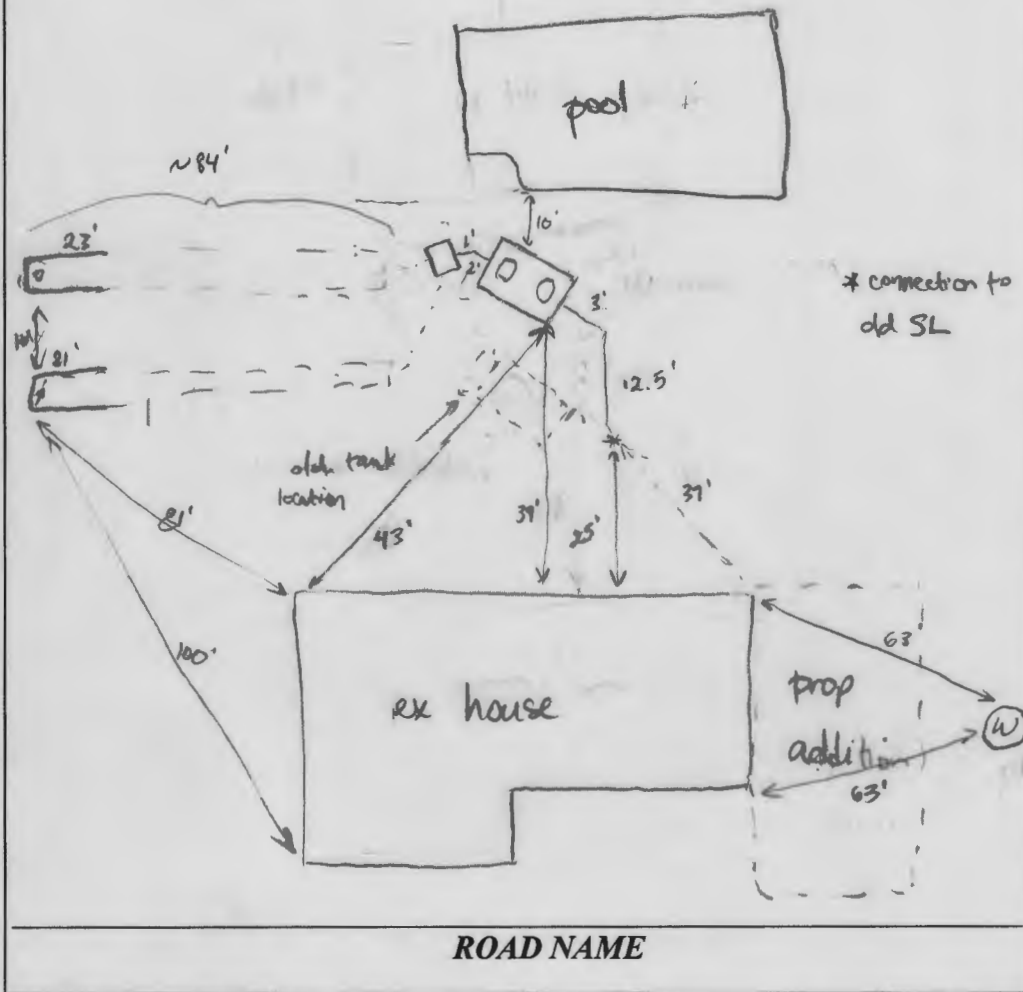 pool
~84'
10'
23'
1'
2'
3'
* connection to
old SL
21'
12.5'
old tank
location
39'
25'
37'
81'
43'
100'
63'
ex house
prop
addition
W
63'
ROAD NAME